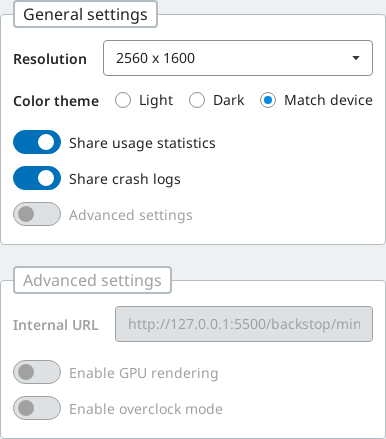 General settings
Resolution 2560 x 1600
Color theme Light Dark Match device
Share usage statistics
Share crash logs
Advanced settings
Advanced settings
Internal URL http://127.0.0.1:5500/backstop/min
Enable GPU rendering
Enable overclock mode